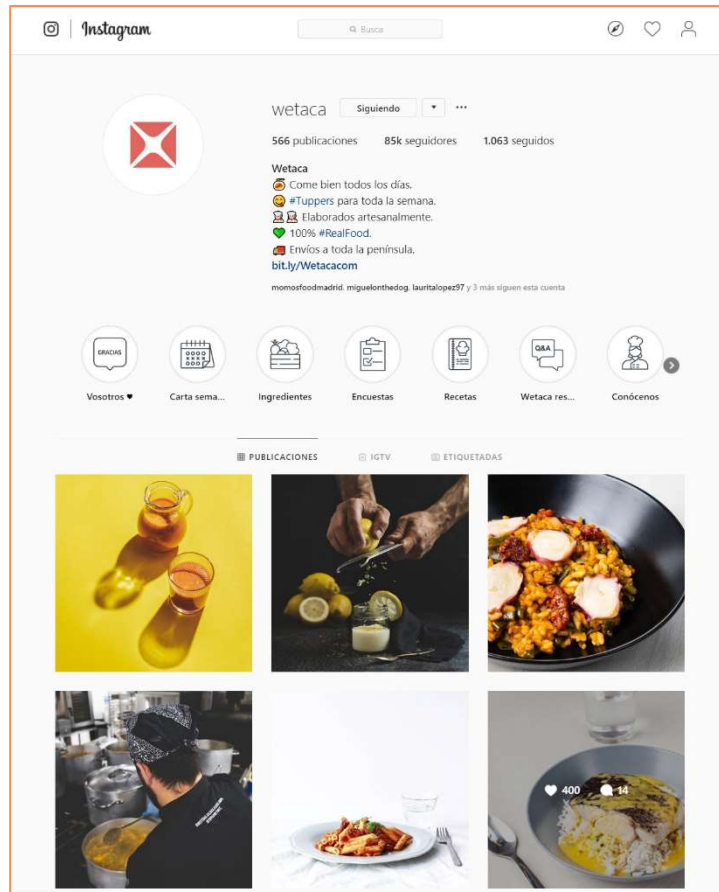 Instagram
Busca
wetaca Siguiendo
566 publicaciones 85k seguidores 1.063 seguidos
Wetaca
Come bien todos los días.
#Tuppers para toda la semana.
Elaborados artesanalmente.
100% #RealFood.
Envíos a toda la península.
bit.ly/Wetacacom
momosfoodmadrid, miguelonthedog, lauritalopez97 y 3 más siguen esta cuenta
GRACIAS Q&A
Vosotros ♥ Carta sema... Ingredientes Encuestas Recetas Wetaca res... Conócenos
PUBLICACIONES IGTV ETIQUETADAS
400 14